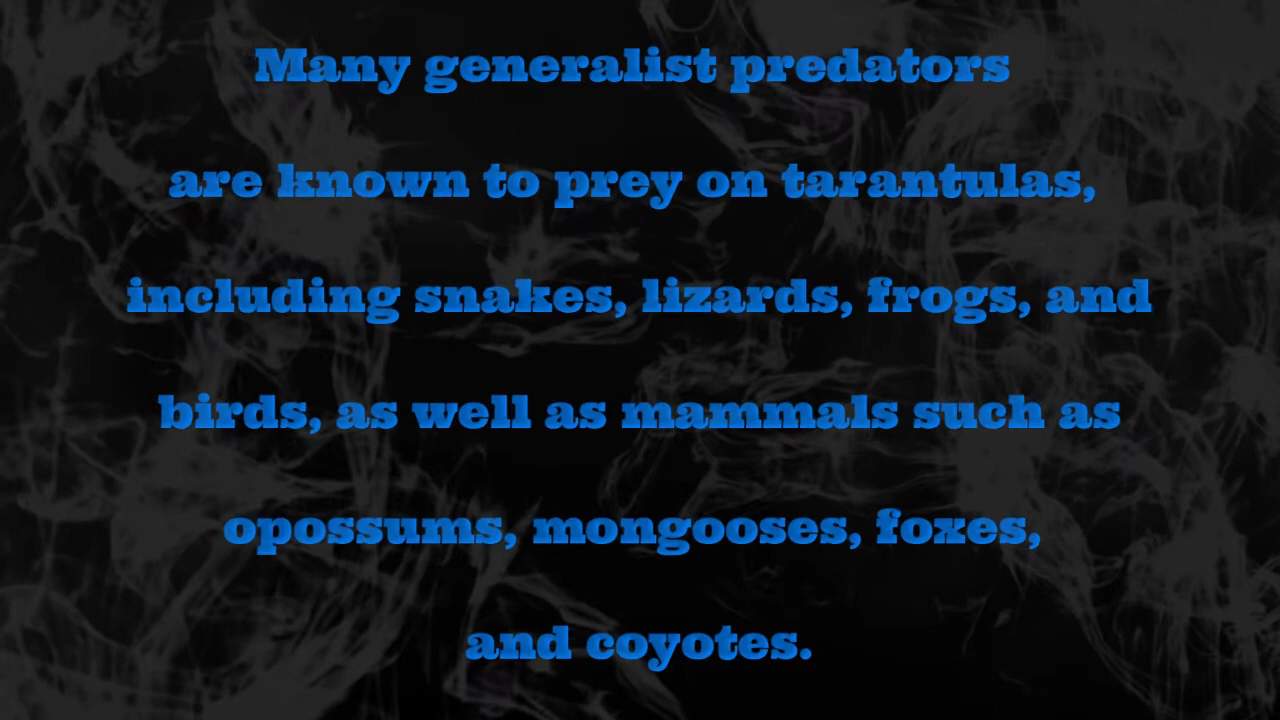 Many generalist predators
are known to prey on tarantulas,
including snakes, lizards, frogs, and
birds, as well as mammals such as
opossums, mongooses, foxes,
and coyotes.